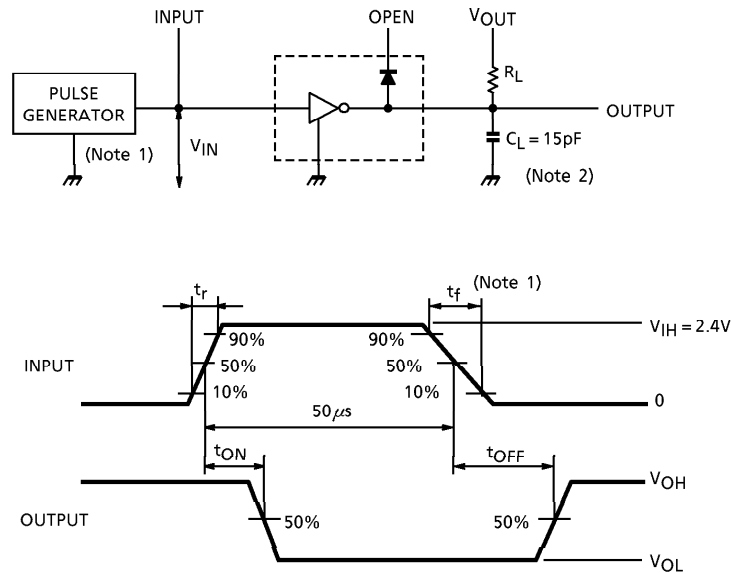 INPUT
OPEN
VOUT
PULSE
GENERATOR
(Note 1)
VIN
RL
OUTPUT
CL = 15pF
(Note 2)
tr
tf
(Note 1)
VIH = 2.4V
90%
90%
INPUT
50%
50%
10%
10%
0
50μs
tON
tOFF
VOH
OUTPUT
50%
50%
VOL